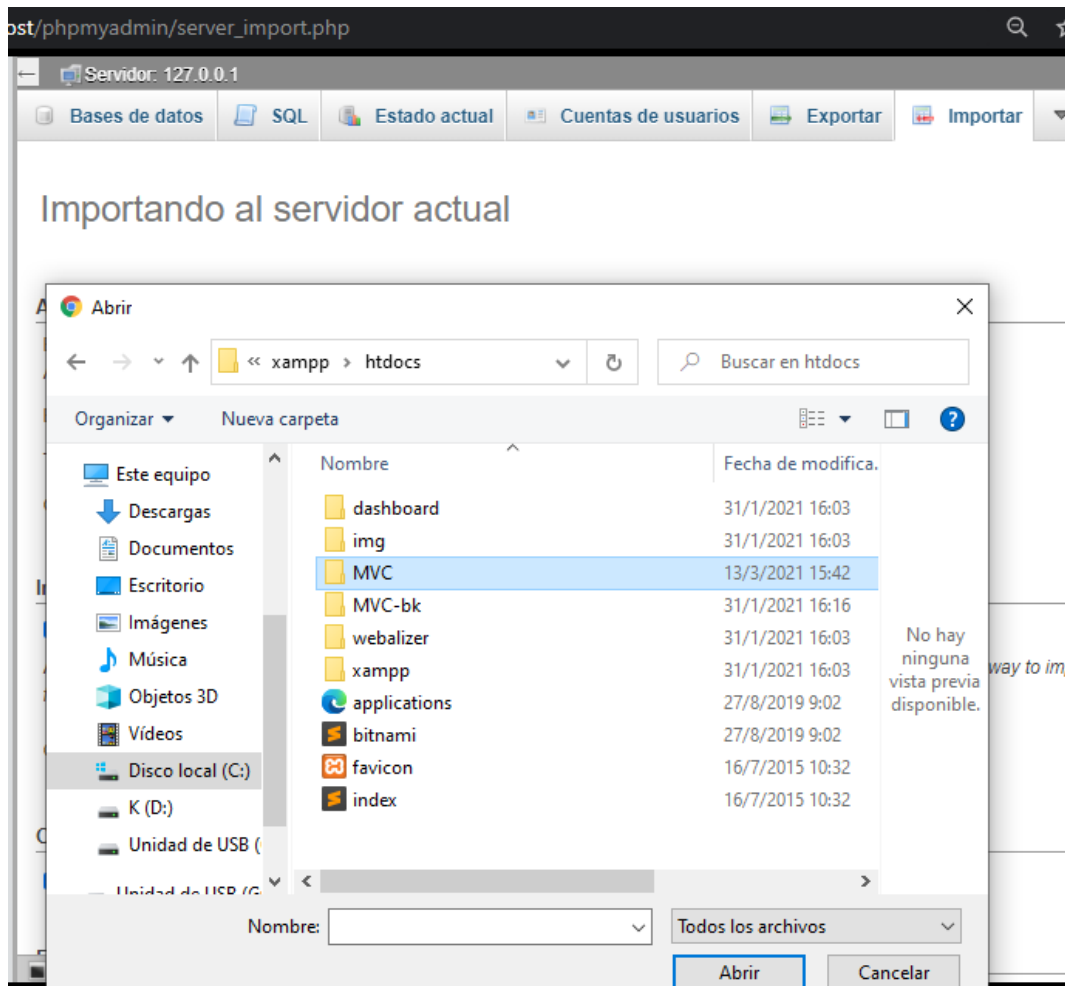 ost/phpmyadmin/server_import.php
Servidor: 127.0.0.1
Bases de datos SQL Estado actual Cuentas de usuarios Exportar Importar
Importando al servidor actual
Abrir
« xampp > htdocs Buscar en htdocs
Organizar Nueva carpeta
Nombre Fecha de modifica.
Este equipo
Descargas
Documentos
Escritorio
Imágenes
Música
Objetos 3D
Vídeos
Disco local (C:)
K (D:)
Unidad de USB (
Unidad de USB (G
dashboard 31/1/2021 16:03
img 31/1/2021 16:03
MVC 13/3/2021 15:42
MVC-bk 31/1/2021 16:16
webalizer 31/1/2021 16:03
xampp 31/1/2021 16:03
applications 27/8/2019 9:02
bitnami 27/8/2019 9:02
favicon 16/7/2015 10:32
index 16/7/2015 10:32
No hay
ninguna
vista previa
disponible.
way to im
Nombre: Todos los archivos
Abrir Cancelar